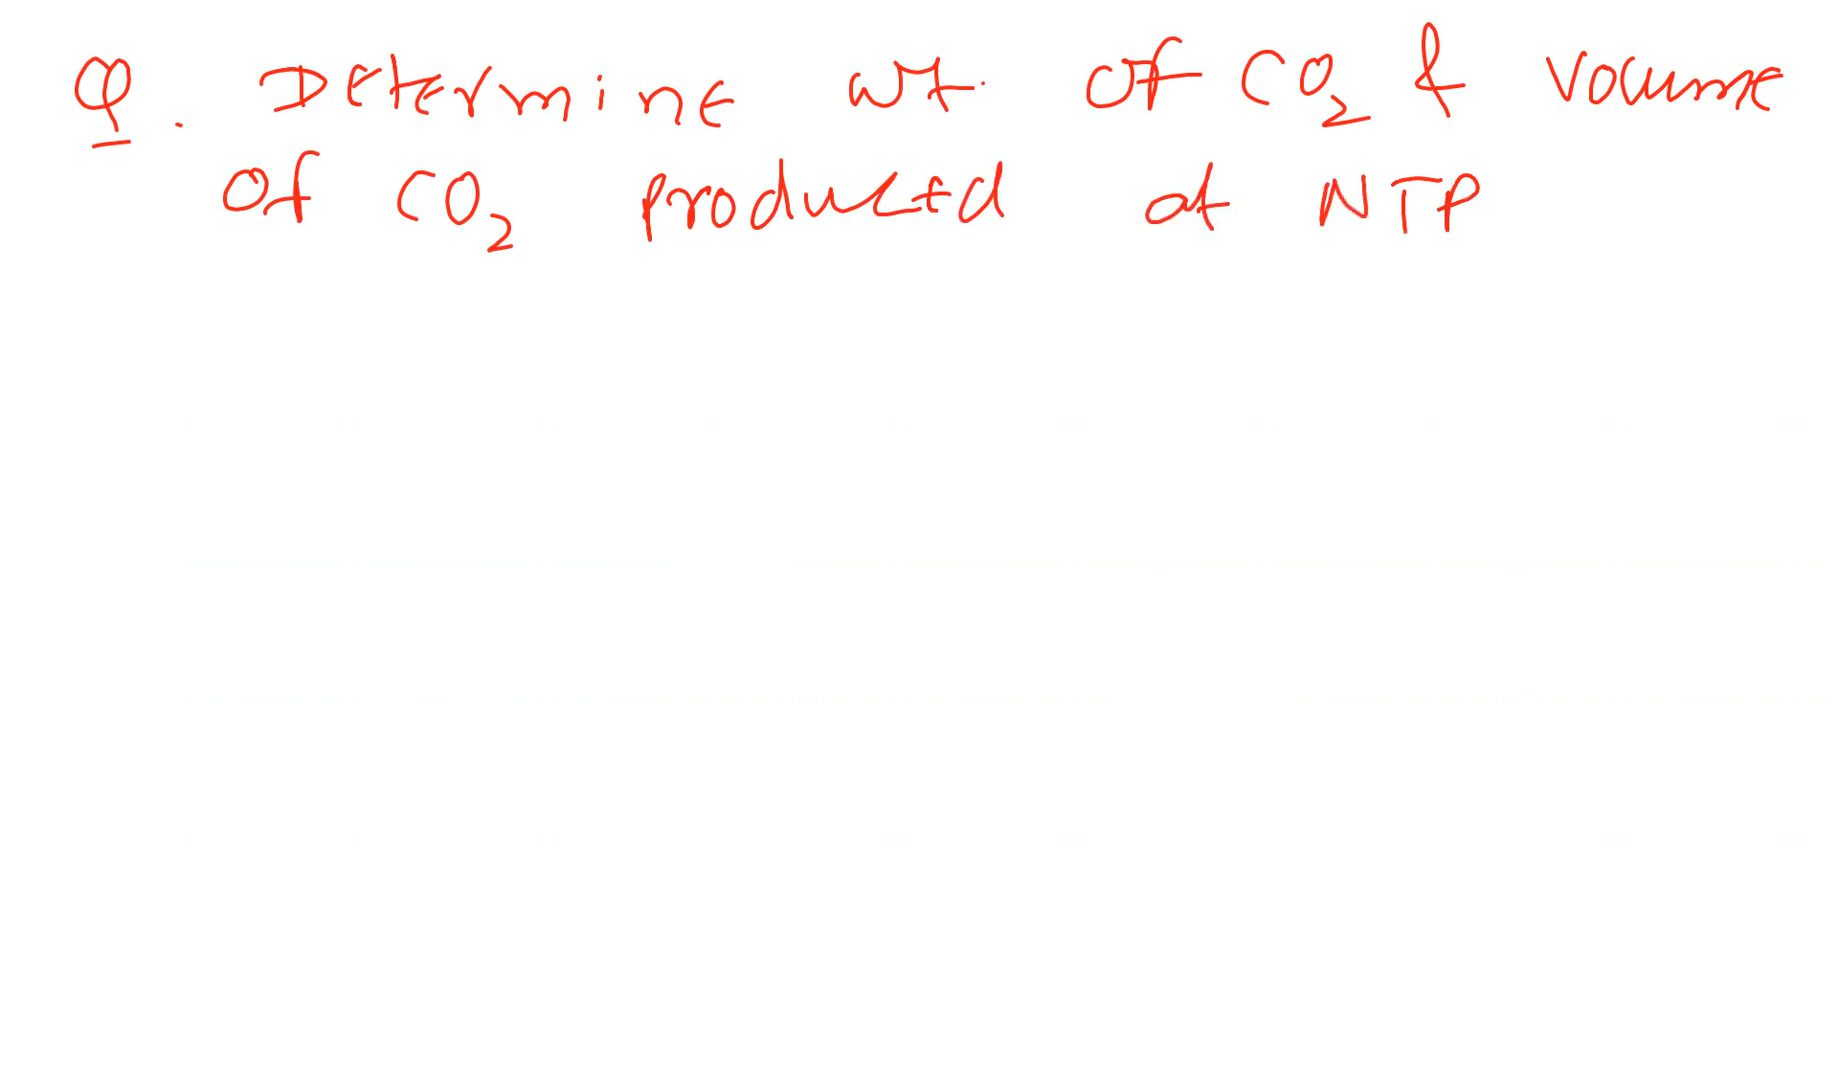 Q. Determine wt. of CO2 & volume
of CO2 produced at NTP